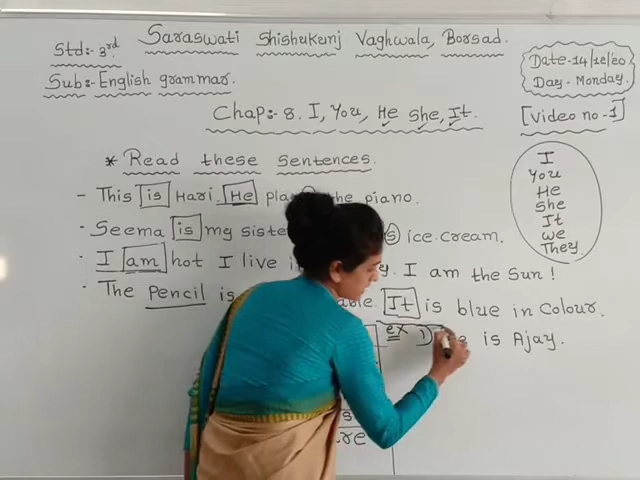 Std:- 3rd Saraswati Shishukunj Vaghwala, Borsad.
Sub:- English grammar.
Date-14/12/20
Day - Monday.
Chap:- 8. I, You, He she, It.
[Video no-1]
* Read these sentences.
- This is Hari. He the piano.
- Seema is my ice.cream.
- I am hot I live . I am the Sun!
- The Pencil is It is blue in Colour.
I
You
He
she
It
we
They
ex 1) is Ajay.
are